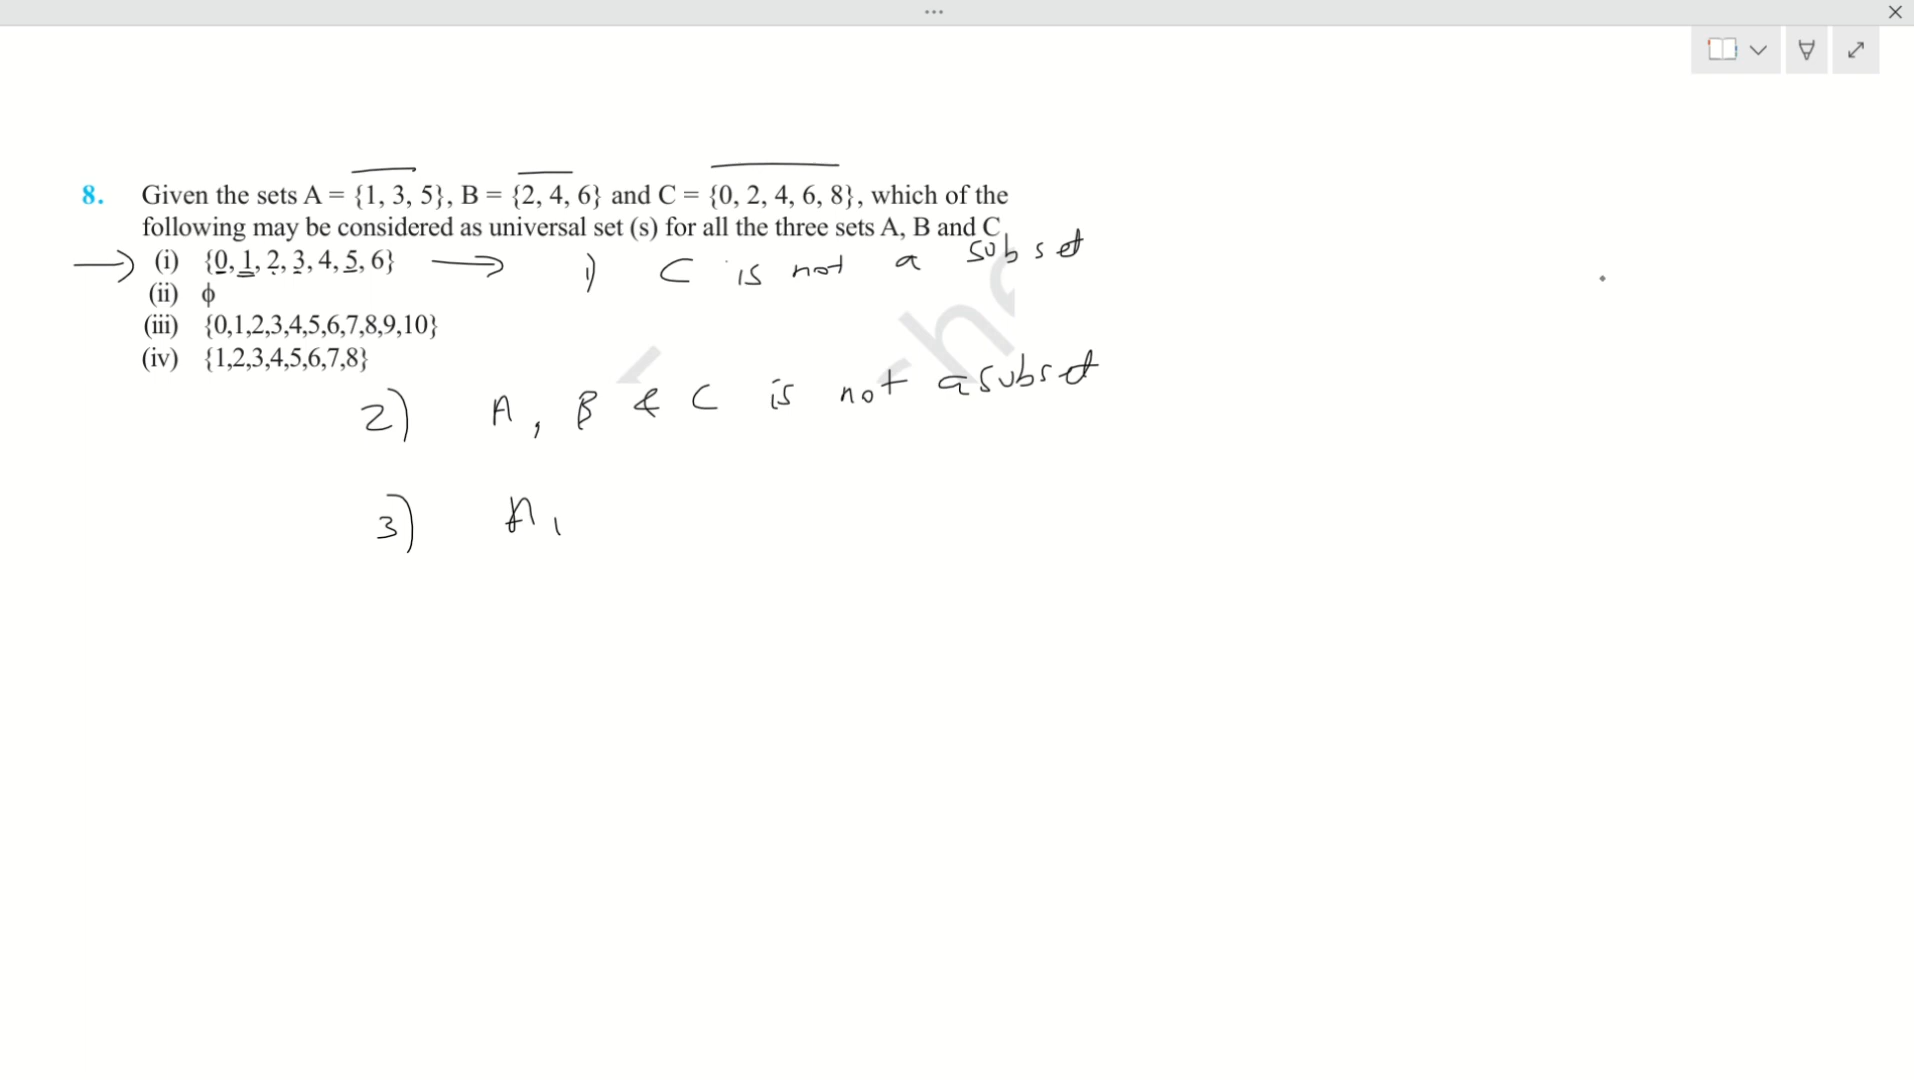 8. Given the sets A = {1, 3, 5}, B = {2, 4, 6} and C = {0, 2, 4, 6, 8}, which of the
following may be considered as universal set (s) for all the three sets A, B and C
(i) {0, 1, 2, 3, 4, 5, 6} → 1) C is not a subset
(ii) ϕ
(iii) {0,1,2,3,4,5,6,7,8,9,10}
(iv) {1,2,3,4,5,6,7,8}
2) A, B & C is not a subset
3) A,